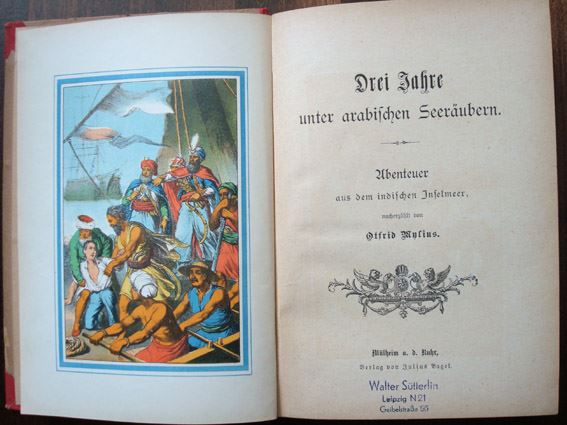 Drei Jahre
unter arabischen Seeräubern.
Abenteuer
aus dem indischen Inselmeer,
nacherzählt von
Otfrid Mylius.
Mülheim a. d. Ruhr,
Verlag von Julius Bagel.
Walter Sütterlin
Leipzig N21
Geibelstraße 55